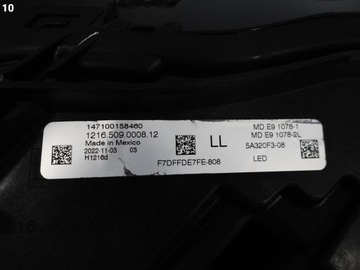 10
147100158460
1216.509.0008.12
Made in Mexico
2022-11-03 03
H1216d
LL
F7DFFDE7FE-808
MD E9 1078-1
MD E9 1078-2L
5A320F3-08
LED